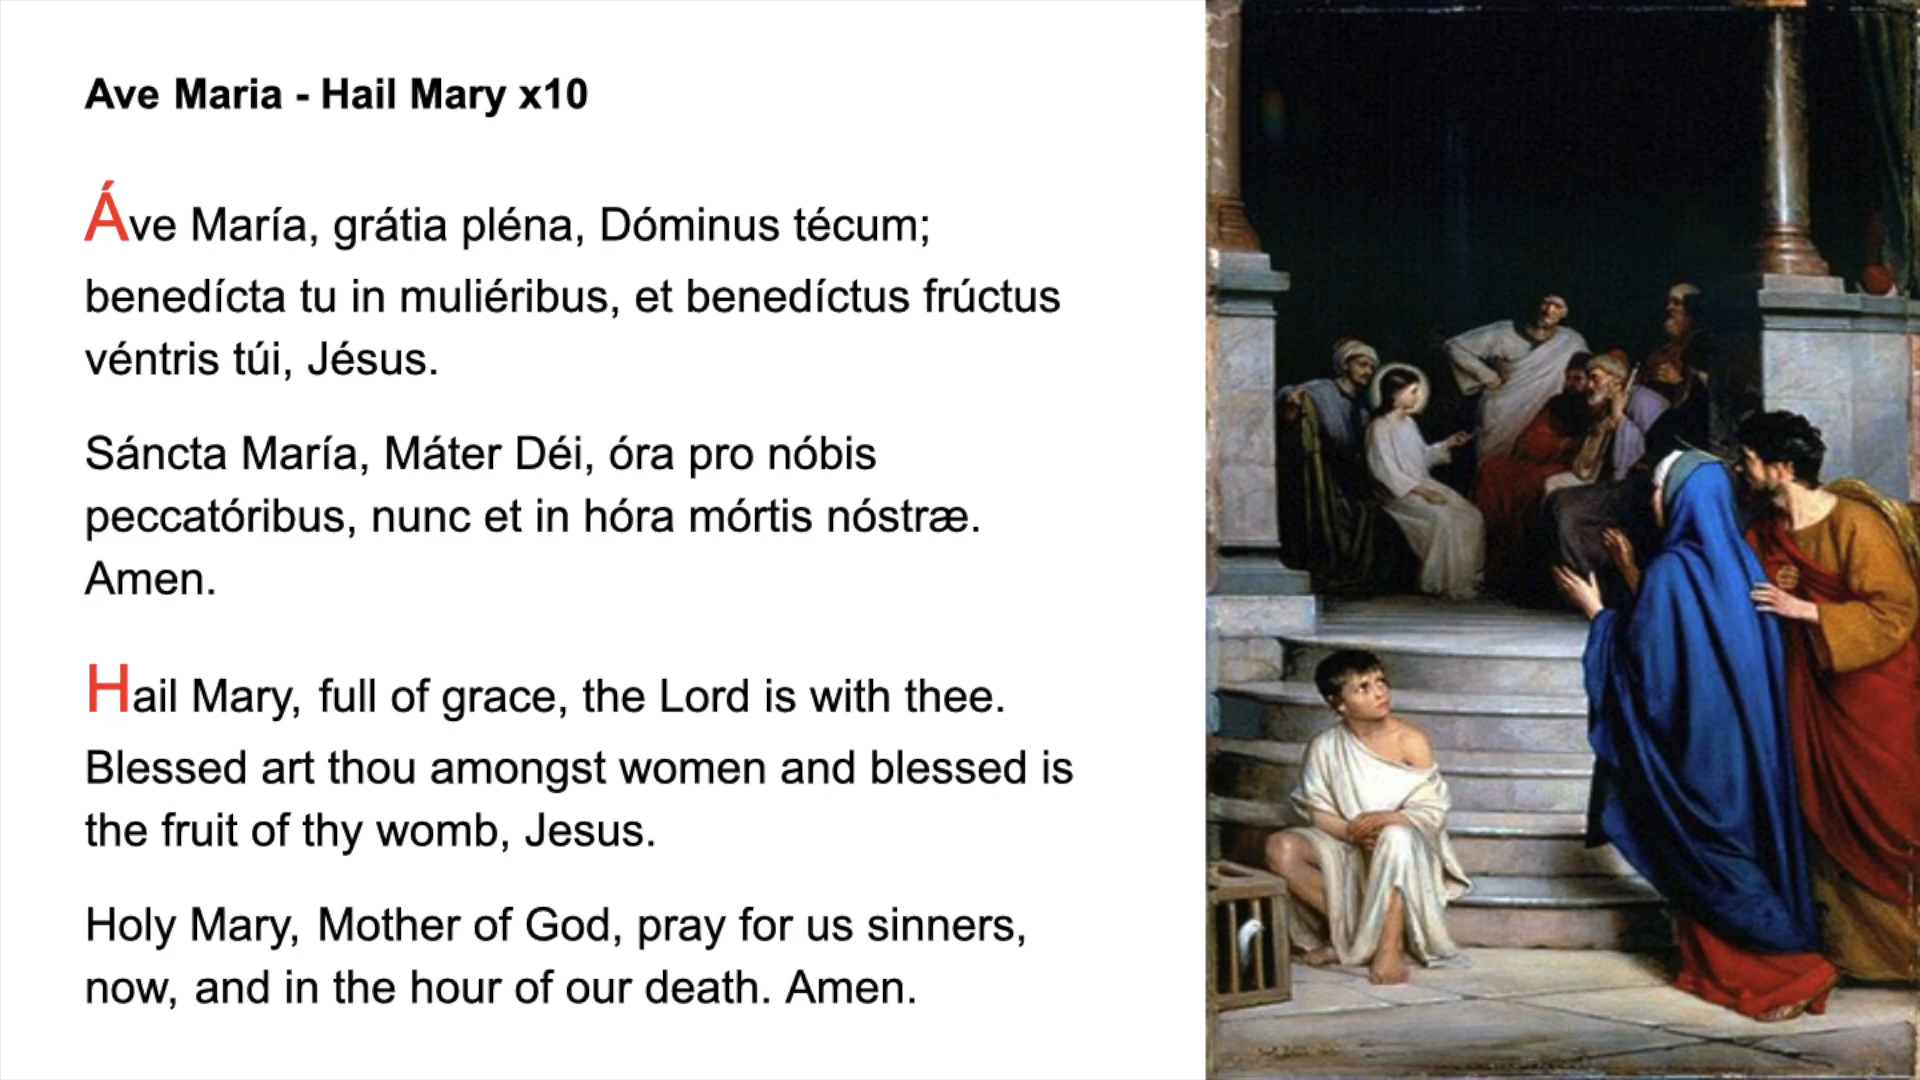 Ave Maria - Hail Mary x10
Áve María, grátia pléna, Dóminus técum;
benedícta tu in muliéribus, et benedíctus frúctus
véntris túi, Jésus.
Sáncta María, Máter Déi, óra pro nóbis
peccatóribus, nunc et in hóra mórtis nóstræ.
Amen.
Hail Mary, full of grace, the Lord is with thee.
Blessed art thou amongst women and blessed is
the fruit of thy womb, Jesus.
Holy Mary, Mother of God, pray for us sinners,
now, and in the hour of our death. Amen.